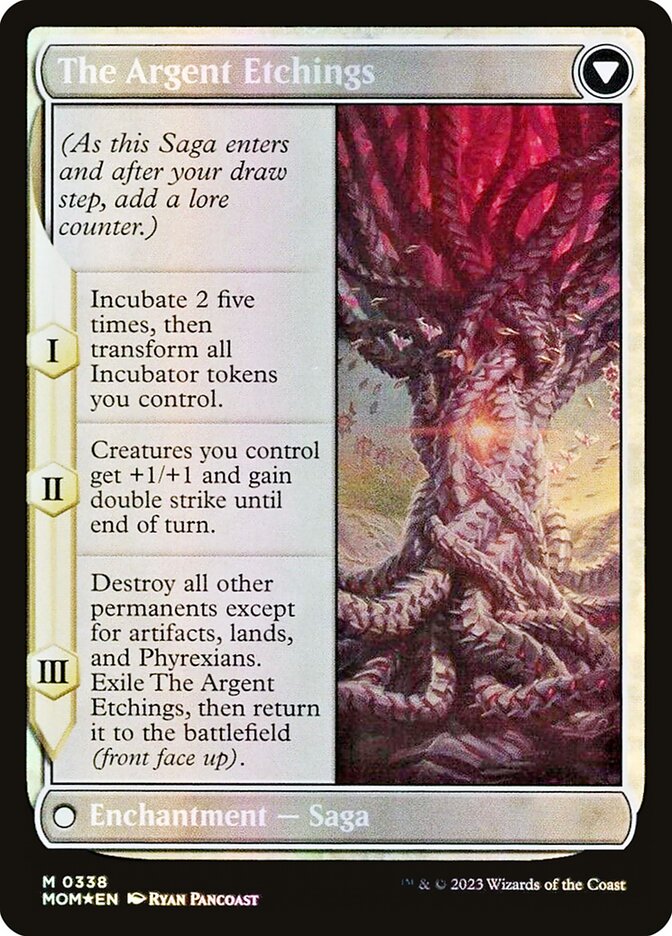 The Argent Etchings
(As this Saga enters
and after your draw
step, add a lore
counter.)
I
Incubate 2 five
times, then
transform all
Incubator tokens
you control.
II
Creatures you control
get +1/+1 and gain
double strike until
end of turn.
III
Destroy all other
permanents except
for artifacts, lands,
and Phyrexians.
Exile The Argent
Etchings, then return
it to the battlefield
(front face up).
Enchantment — Saga
M 0338
MOM★EN Ryan Pancoast
™ & © 2023 Wizards of the Coast